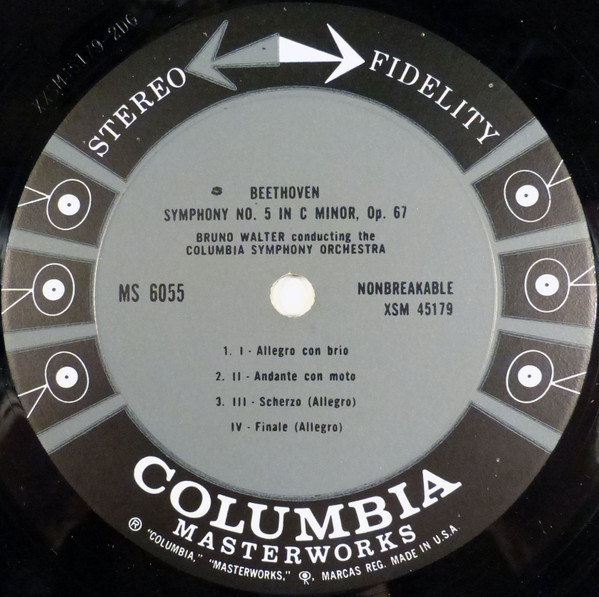 STEREO FIDELITY
BEETHOVEN
SYMPHONY NO. 5 IN C MINOR, Op. 67
BRUNO WALTER conducting the
COLUMBIA SYMPHONY ORCHESTRA
MS 6055
NONBREAKABLE
XSM 45179
1. I - Allegro con brio
2. II - Andante con moto
3. III - Scherzo (Allegro)
IV - Finale (Allegro)
COLUMBIA
MASTERWORKS
® "COLUMBIA," "MASTERWORKS," MARCAS REG. MADE IN U.S.A.